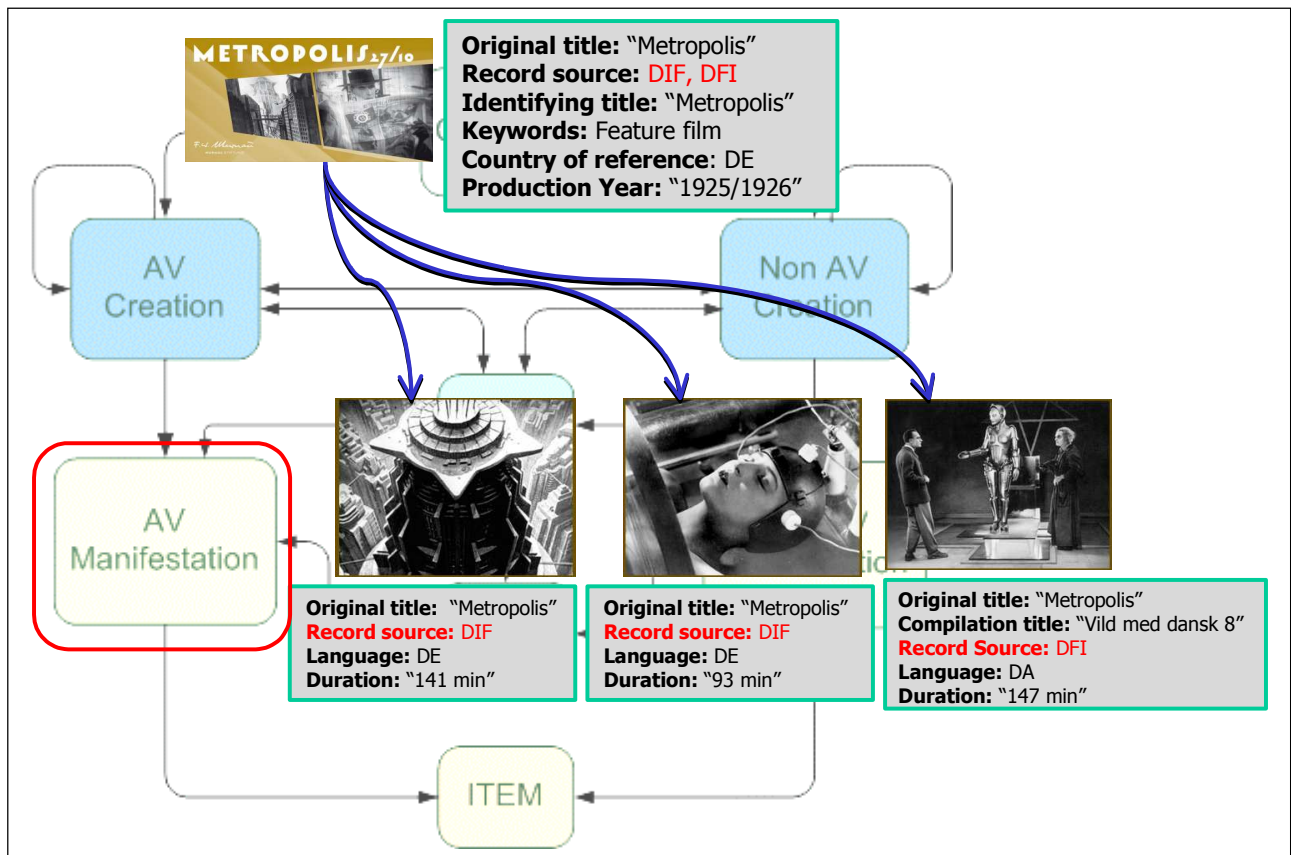 METROPOLIS 27/10
Original title: “Metropolis”
Record source: DIF, DFI
Identifying title: “Metropolis”
Keywords: Feature film
Country of reference: DE
Production Year: “1925/1926”
AV
Creation
Non AV
Creation
AV
Manifestation
Original title:  “Metropolis”
Record source: DIF
Language: DE
Duration: “141 min”
Original title: “Metropolis”
Record source: DIF
Language: DE
Duration: “93 min”
Original title: “Metropolis”
Compilation title: “Vild med dansk 8”
Record Source: DFI
Language: DA
Duration: “147 min”
ITEM